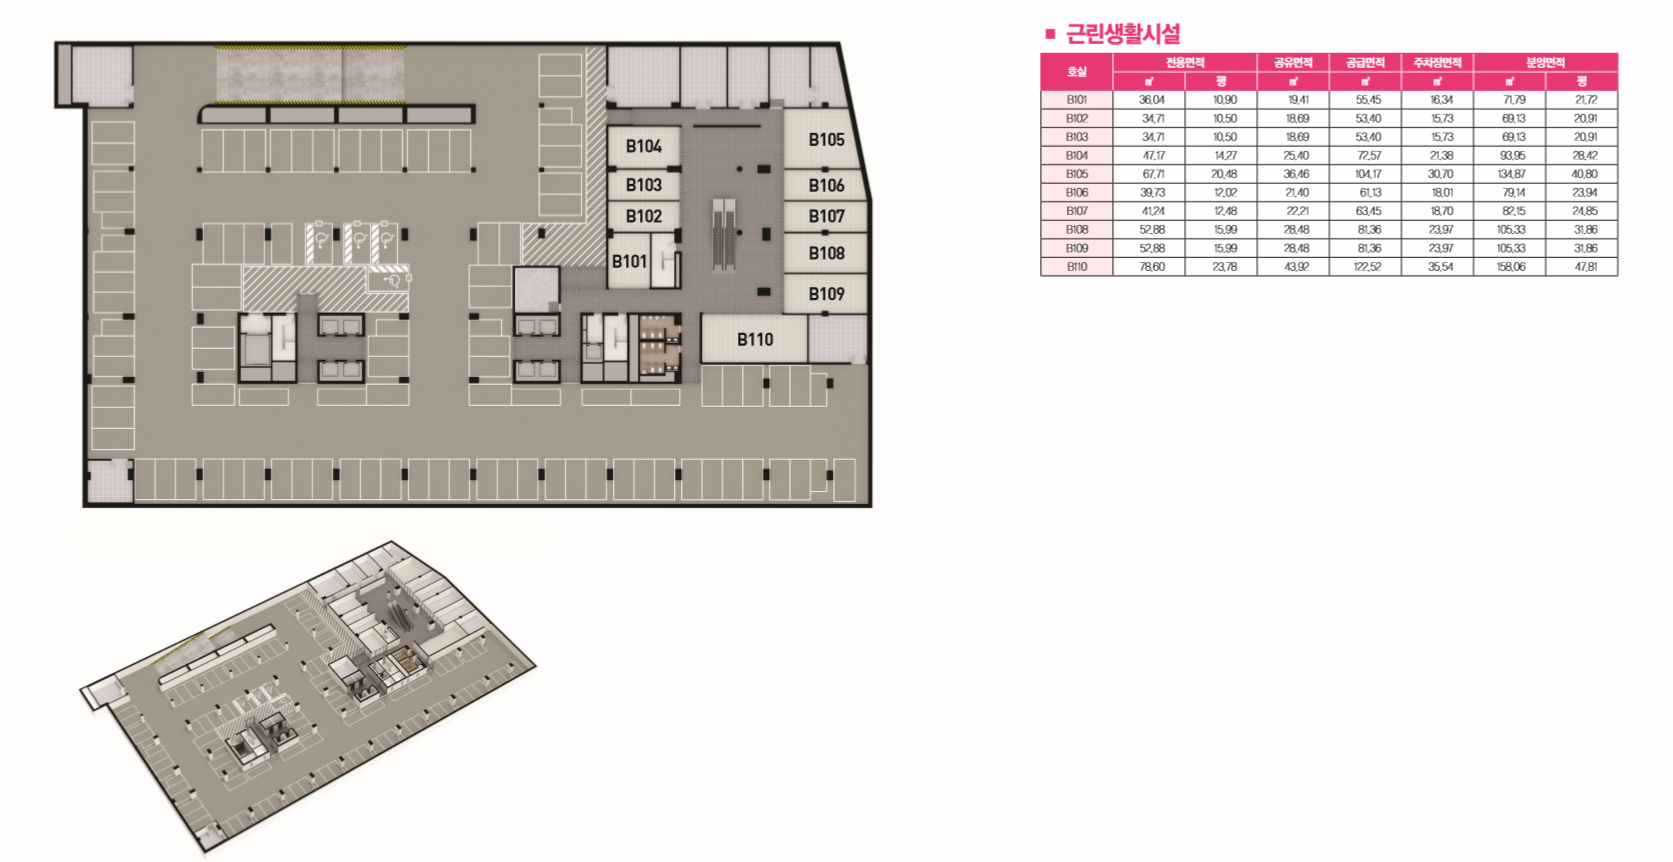 ■ 근린생활시설
호실 전용면적 공유면적 공급면적 주차장면적 분양면적
㎡ 평 ㎡ ㎡ ㎡ ㎡ 평
B101 36,04 10,90 19,41 55,45 16,34 71,79 21,72
B102 34,71 10,50 18,69 53,40 15,73 69,13 20,91
B103 34,71 10,50 18,69 53,40 15,73 69,13 20,91
B104 47,17 14,27 25,40 72,57 21,38 93,95 28,42
B105 67,71 20,48 36,46 104,17 30,70 134,87 40,80
B106 39,73 12,02 21,40 61,13 18,01 79,14 23,94
B107 41,24 12,48 22,21 63,45 18,70 82,15 24,85
B108 52,88 15,99 28,48 81,36 23,97 105,33 31,86
B109 52,88 15,99 28,48 81,36 23,97 105,33 31,86
B110 78,60 23,78 43,92 122,52 35,54 158,06 47,81
B104
B105
B103
B106
B102
B107
B101
B108
B109
B110